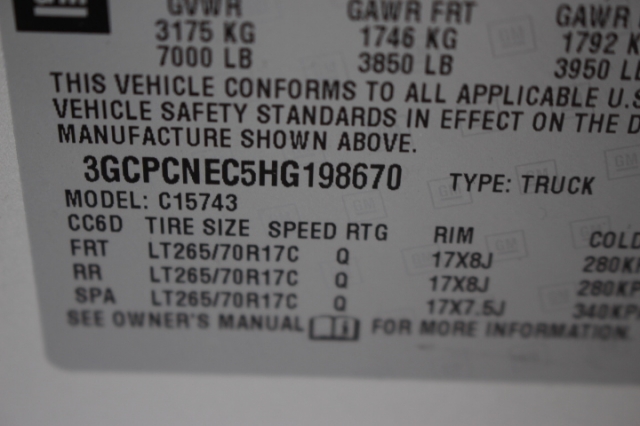 GM
GVWR GAWR FRT GAWR
3175 KG 1746 KG 1792 K
7000 LB 3850 LB 3950 L
THIS VEHICLE CONFORMS TO ALL APPLICABLE U.S
VEHICLE SAFETY STANDARDS IN EFFECT ON THE D
MANUFACTURE SHOWN ABOVE.
3GCPCNEC5HG198670 TYPE: TRUCK
MODEL: C15743
CC6D TIRE SIZE SPEED RTG RIM COLD
FRT LT265/70R17C Q 17X8J 280KP
RR LT265/70R17C Q 17X8J 280KP
SPA LT265/70R17C Q 17X7.5J 340KP
SEE OWNER'S MANUAL FOR MORE INFORMATION.